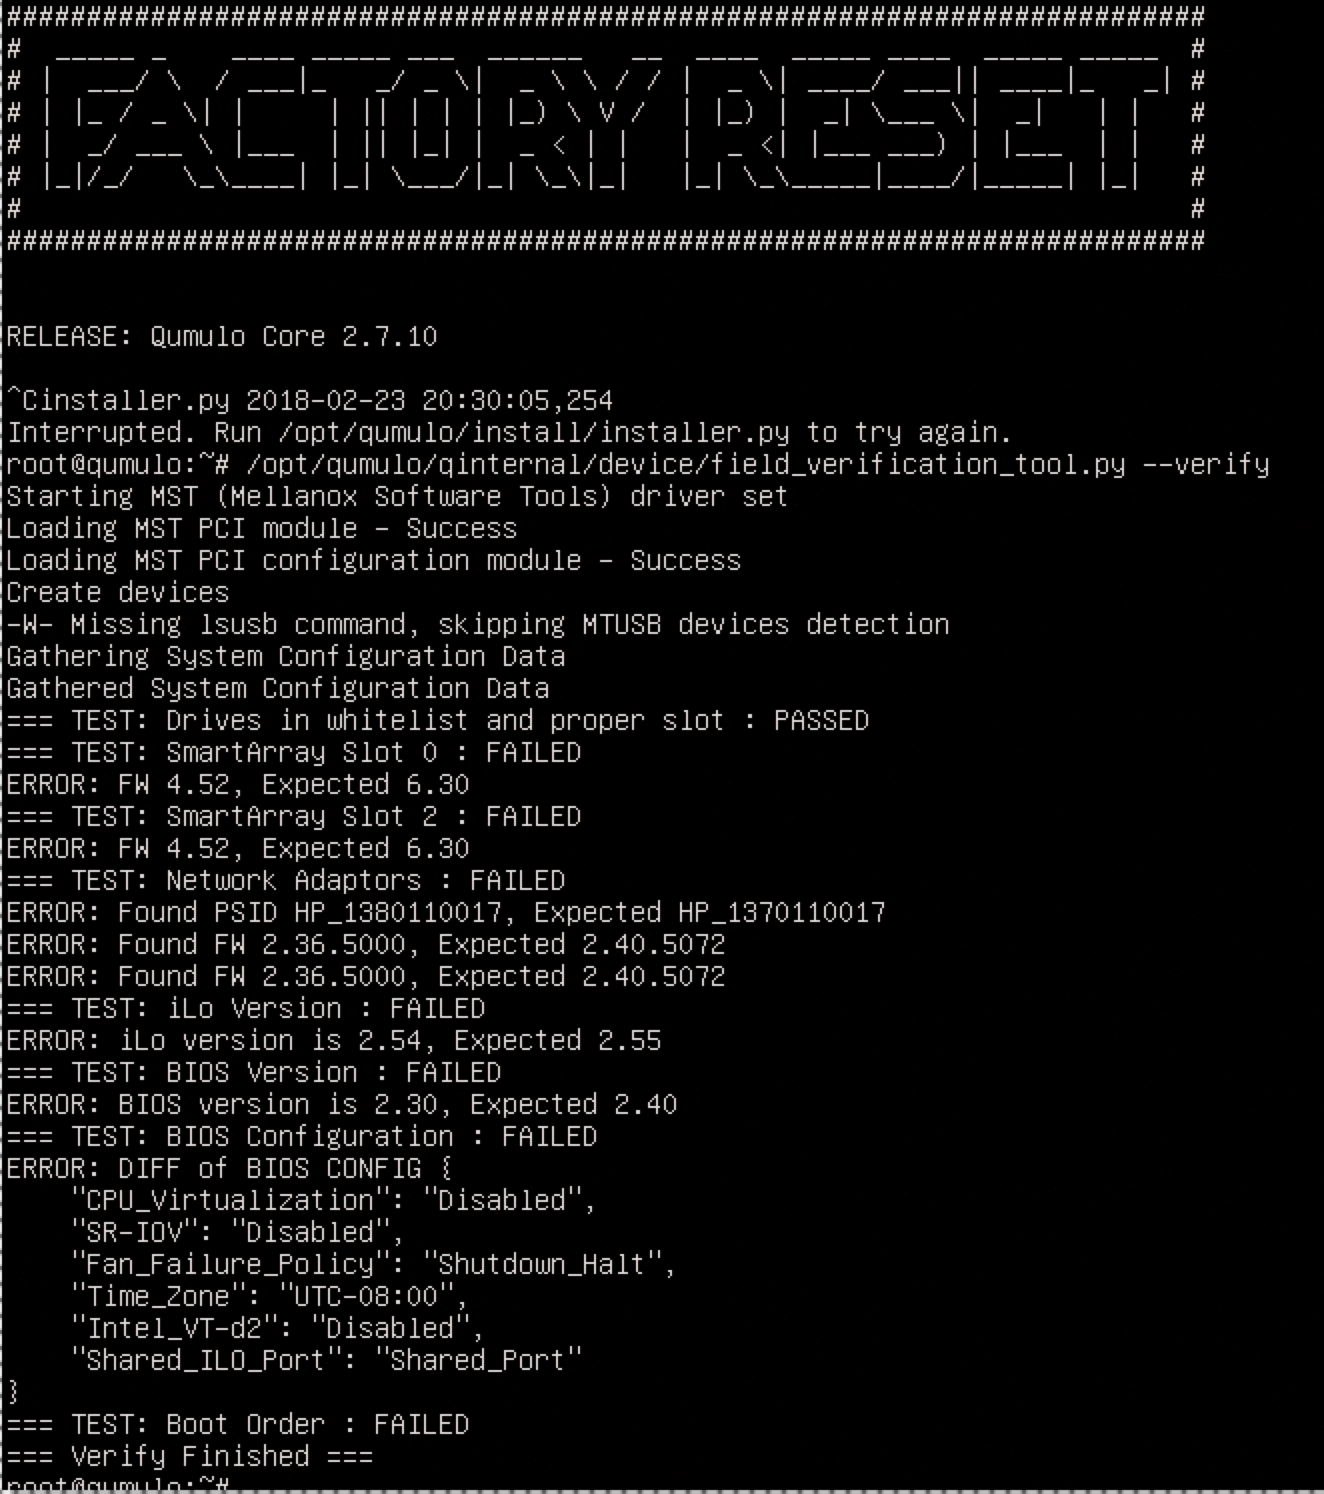 ###########################################################################
FACTORY RESET
###########################################################################
RELEASE: Qumulo Core 2.7.10
^Cinstaller.py 2018-02-23 20:30:05,254
Interrupted. Run /opt/qumulo/install/installer.py to try again.
root@qumulo:~# /opt/qumulo/qinternal/device/field_verification_tool.py --verify
Starting MST (Mellanox Software Tools) driver set
Loading MST PCI module - Success
Loading MST PCI configuration module - Success
Create devices
-W- Missing lsusb command, skipping MTUSB devices detection
Gathering System Configuration Data
Gathered System Configuration Data
=== TEST: Drives in whitelist and proper slot : PASSED
=== TEST: SmartArray Slot 0 : FAILED
ERROR: FW 4.52, Expected 6.30
=== TEST: SmartArray Slot 2 : FAILED
ERROR: FW 4.52, Expected 6.30
=== TEST: Network Adaptors : FAILED
ERROR: Found PSID HP_1380110017, Expected HP_1370110017
ERROR: Found FW 2.36.5000, Expected 2.40.5072
ERROR: Found FW 2.36.5000, Expected 2.40.5072
=== TEST: iLo Version : FAILED
ERROR: iLo version is 2.54, Expected 2.55
=== TEST: BIOS Version : FAILED
ERROR: BIOS version is 2.30, Expected 2.40
=== TEST: BIOS Configuration : FAILED
ERROR: DIFF of BIOS CONFIG {
    "CPU_Virtualization": "Disabled",
    "SR-IOV": "Disabled",
    "Fan_Failure_Policy": "Shutdown_Halt",
    "Time_Zone": "UTC-08:00",
    "Intel_VT-d2": "Disabled",
    "Shared_ILO_Port": "Shared_Port"
}
=== TEST: Boot Order : FAILED
=== Verify Finished ===
root@qumulo:~#